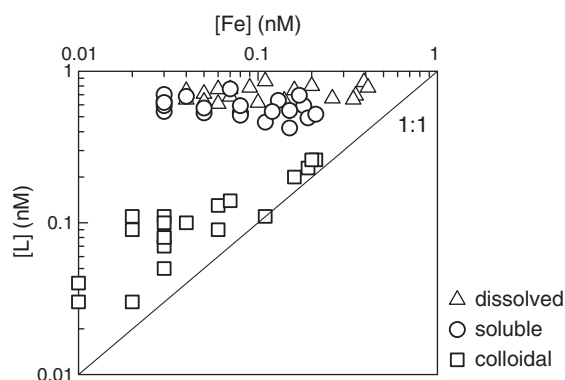 [Fe] (nM)
0.01 0.1 1
1
1:1
0.1
[L] (nM)
0.01
dissolved
soluble
colloidal